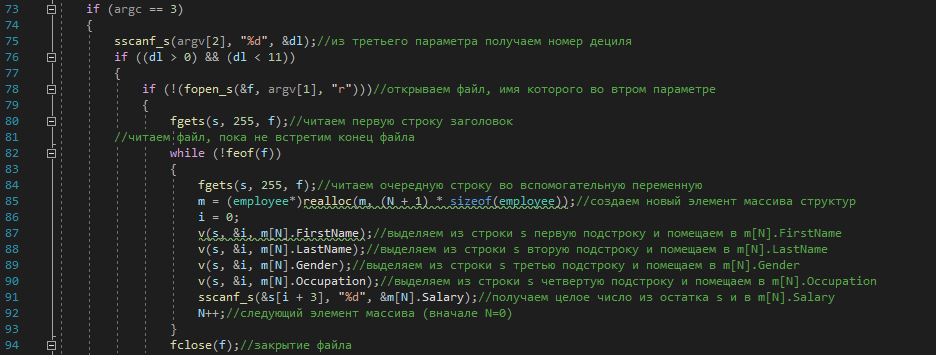 73 if (argc == 3)
74 {
75 sscanf_s(argv[2], "%d", &dl);//из третьего параметра получаем номер дециля
76 if ((dl > 0) && (dl < 11))
77 {
78 if (!(fopen_s(&f, argv[1], "r")))//открываем файл, имя которого во втром параметре
79 {
80 fgets(s, 255, f);//читаем первую строку заголовок
81 //читаем файл, пока не встретим конец файла
82 while (!feof(f))
83 {
84 fgets(s, 255, f);//читаем очередную строку во вспомогательную переменную
85 m = (employee*)realloc(m, (N + 1) * sizeof(employee));//создаем новый элемент массива структур
86 i = 0;
87 v(s, &i, m[N].FirstName);//выделяем из строки s первую подстроку и помещаем в m[N].FirstName
88 v(s, &i, m[N].LastName);//выделяем из строки s вторую подстроку и помещаем в m[N].LastName
89 v(s, &i, m[N].Gender);//выделяем из строки s третью подстроку и помещаем в m[N].Gender
90 v(s, &i, m[N].Occupation);//выделяем из строки s четвертую подстроку и помещаем в m[N].Occupation
91 sscanf_s(&s[i + 3], "%d", &m[N].Salary);//получаем целое число из остатка s и в m[N].Salary
92 N++;//следующий элемент массива (вначале N=0)
93 }
94 fclose(f);//закрытие файла